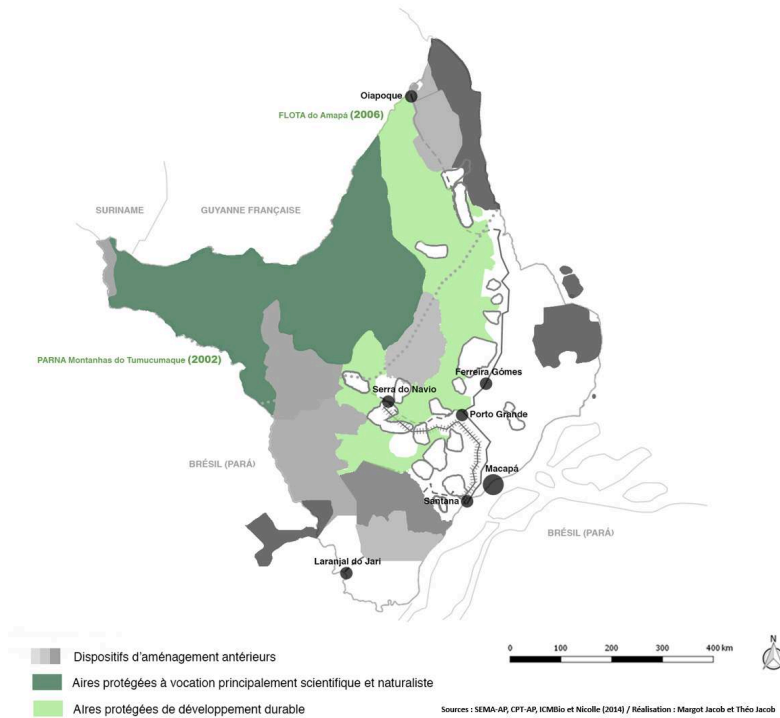 Oiapoque
FLOTA do Amapá (2006)
SURINAME
GUYANNE FRANÇAISE
PARNA Montanhas do Tumucumaque (2002)
Ferreira Gómes
Serra do Navio
Porto Grande
BRÉSIL (PARÁ)
Macapá
Santana
BRÉSIL (PARÁ)
Laranjal do Jari
N
0 100 200 300 400 km
Dispositifs d'aménagement antérieurs
Aires protégées à vocation principalement scientifique et naturaliste
AIres protégées de développement durable
Sources : SEMA-AP, CPT-AP, ICMBio et Nicolle (2014) / Réalisation : Margot Jacob et Théo Jacob